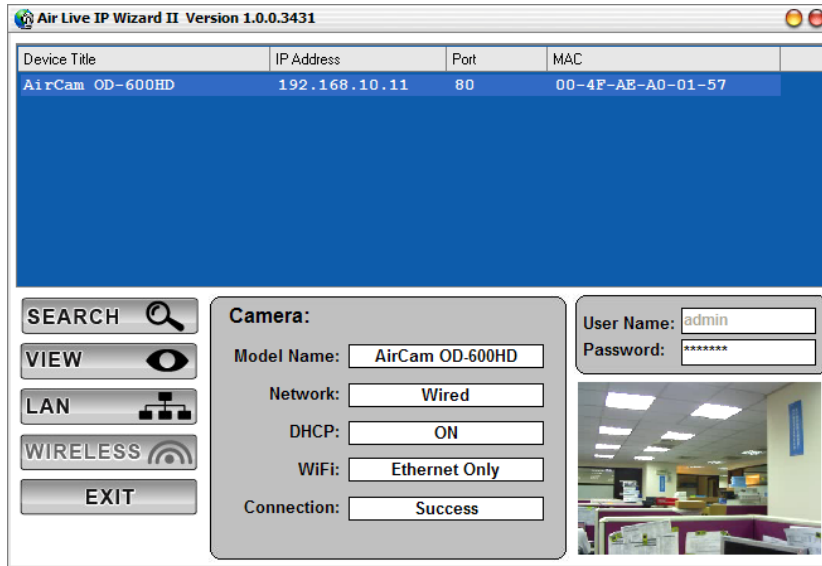 Air Live IP Wizard II Version 1.0.0.3431
Device Title IP Address Port MAC
AirCam OD-600HD 192.168.10.11 80 00-4F-AE-A0-01-57
SEARCH
VIEW
LAN
WIRELESS
EXIT
Camera:
Model Name: AirCam OD-600HD
Network: Wired
DHCP: ON
WiFi: Ethernet Only
Connection: Success
User Name: admin
Password: *******